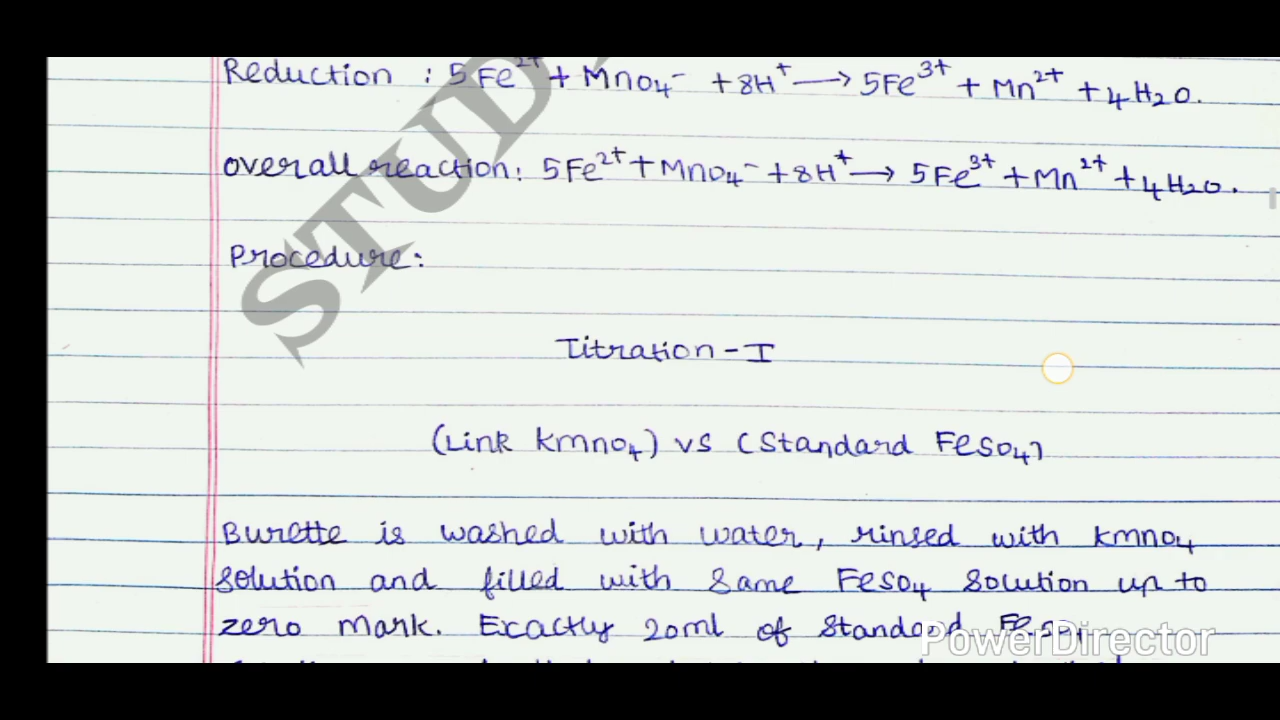 Reduction : 5Fe²⁺ + MnO₄⁻ + 8H⁺ → 5Fe³⁺ + Mn²⁺ + 4H₂O.
overall reaction: 5Fe²⁺ + MnO₄⁻ + 8H⁺ → 5Fe³⁺ + Mn²⁺ + 4H₂O.
Procedure:
Titration - I
(Link kmno₄) vs (Standard FeSO₄)
Burette is washed with water, rinsed with kmno₄
solution and filled with same FeSO₄ solution up to
zero mark. Exactly 20ml of standard FeSO₄
STUD
PowerDirector